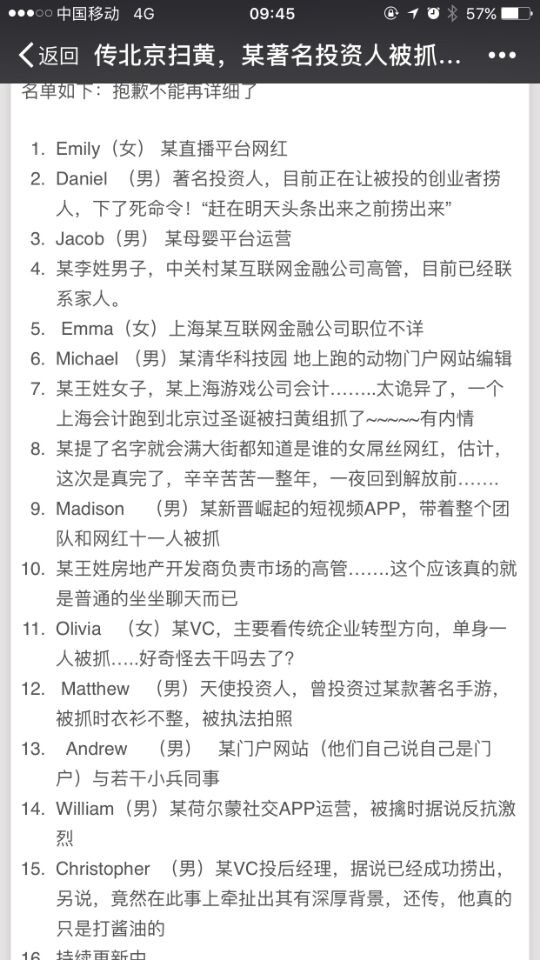 中国移动 4G 09:45 57%
返回 传北京扫黄，某著名投资人被抓...
名单如下：抱歉不能再详细了
1. Emily（女） 某直播平台网红
2. Daniel （男）著名投资人，目前正在让被投的创业者捞
人，下了死命令！“赶在明天头条出来之前捞出来”
3. Jacob（男） 某母婴平台运营
4. 某李姓男子，中关村某互联网金融公司高管，目前已经联
系家人。
5. Emma（女）上海某互联网金融公司职位不详
6. Michael （男）某清华科技园 地上跑的动物门户网站编辑
7. 某王姓女子，某上海游戏公司会计……..太诡异了，一个
上海会计跑到北京过圣诞被扫黄组抓了~~~~~有内情
8. 某提了名字就会满大街都知道是谁的女屌丝网红，估计，
这次是真完了，辛辛苦苦一整年，一夜回到解放前…….
9. Madison （男）某新晋崛起的短视频APP，带着整个团
队和网红十一人被抓
10. 某王姓房地产开发商负责市场的高管…….这个应该真的就
是普通的坐坐聊天而已
11. Olivia （女）某VC，主要看传统企业转型方向，单身一
人被抓…..好奇怪去干吗去了？
12. Matthew （男）天使投资人，曾投资过某款著名手游，
被抓时衣衫不整，被执法拍照
13. Andrew （男） 某门户网站（他们自己说自己是门
户）与若干小兵同事
14. William（男）某荷尔蒙社交APP运营，被擒时据说反抗激
烈
15. Christopher （男）某VC投后经理，据说已经成功捞出，
另说，竟然在此事上牵扯出其有深厚背景，还传，他真的
只是打酱油的
16. 持续更新中